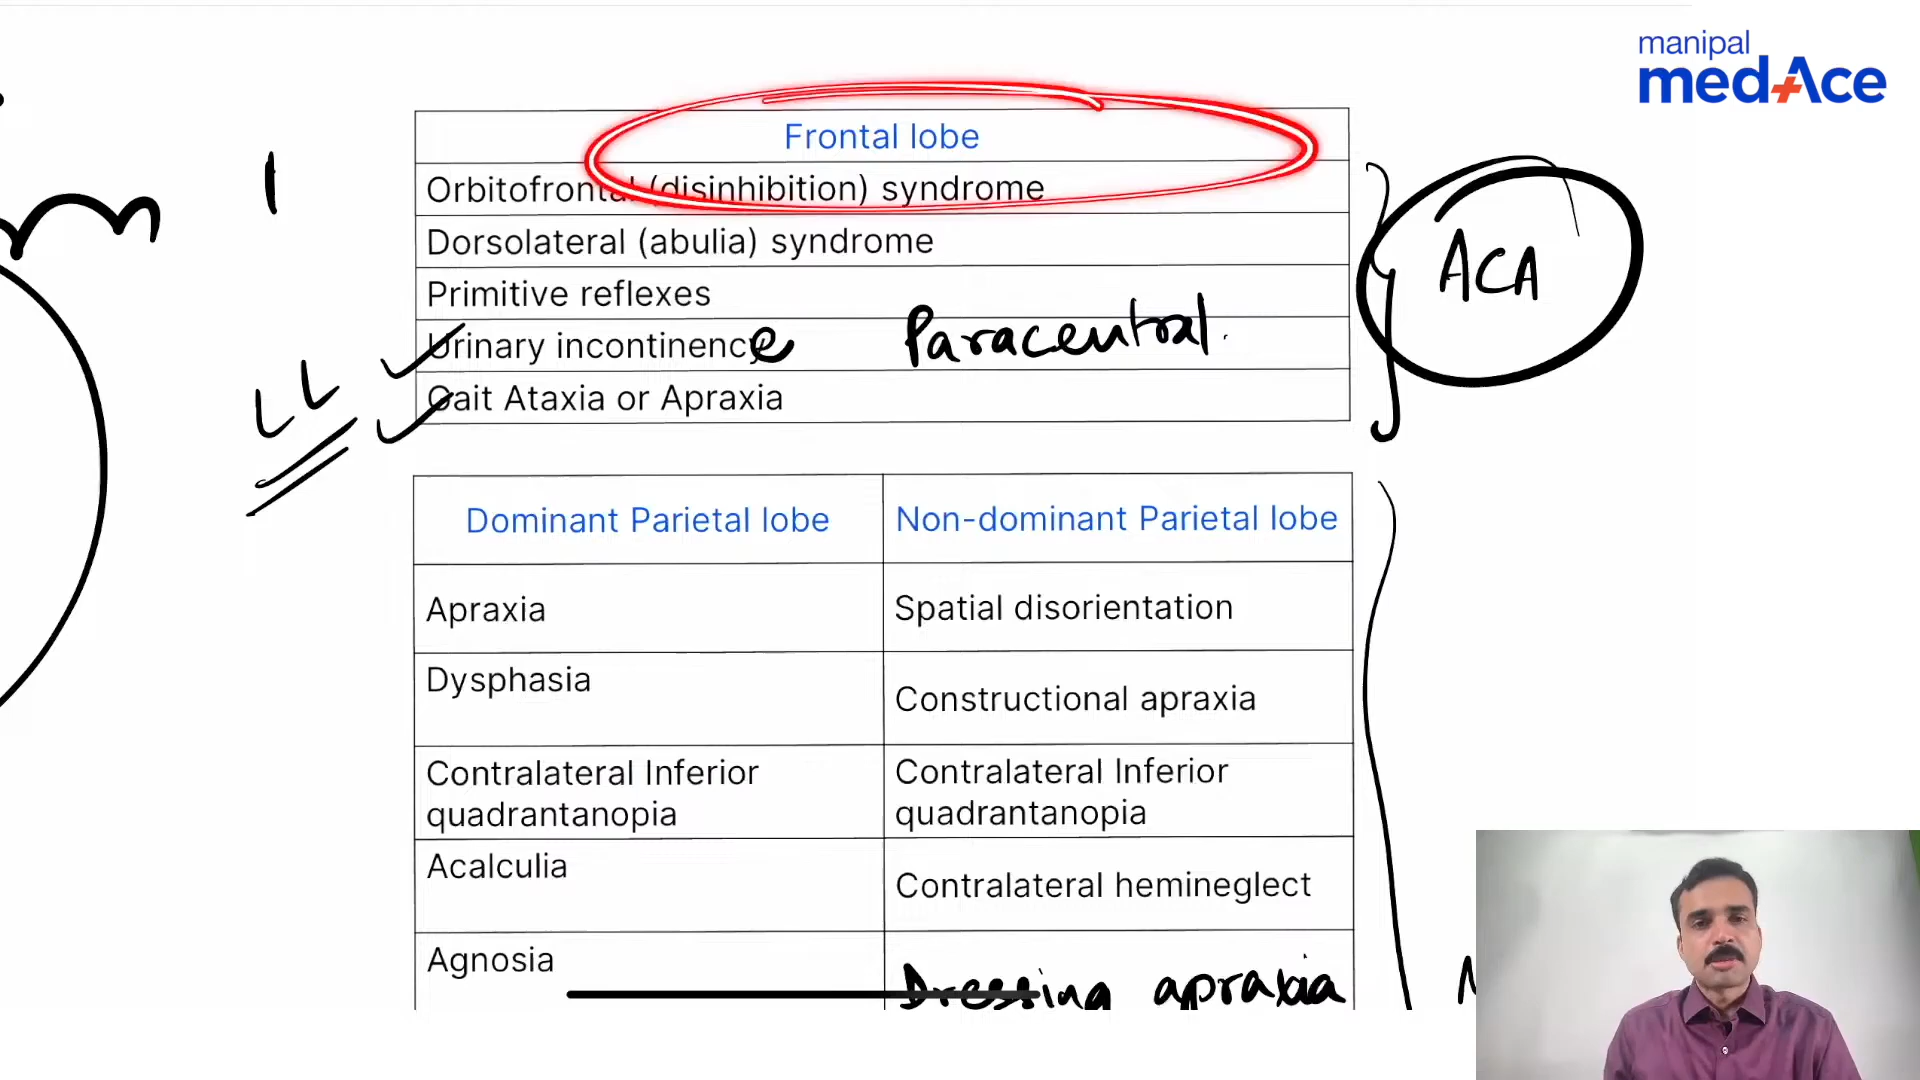 manipal
medAce
Frontal lobe
Orbitofrontal (disinhibition) syndrome
Dorsolateral (abulia) syndrome
Primitive reflexes
Urinary incontinence
Paracentral.
Gait Ataxia or Apraxia
LL
ACA
Dominant Parietal lobe
Non-dominant Parietal lobe
Apraxia
Spatial disorientation
Dysphasia
Constructional apraxia
Contralateral Inferior
quadrantanopia
Contralateral Inferior
quadrantanopia
Acalculia
Contralateral hemineglect
Agnosia
Dressing apraxia